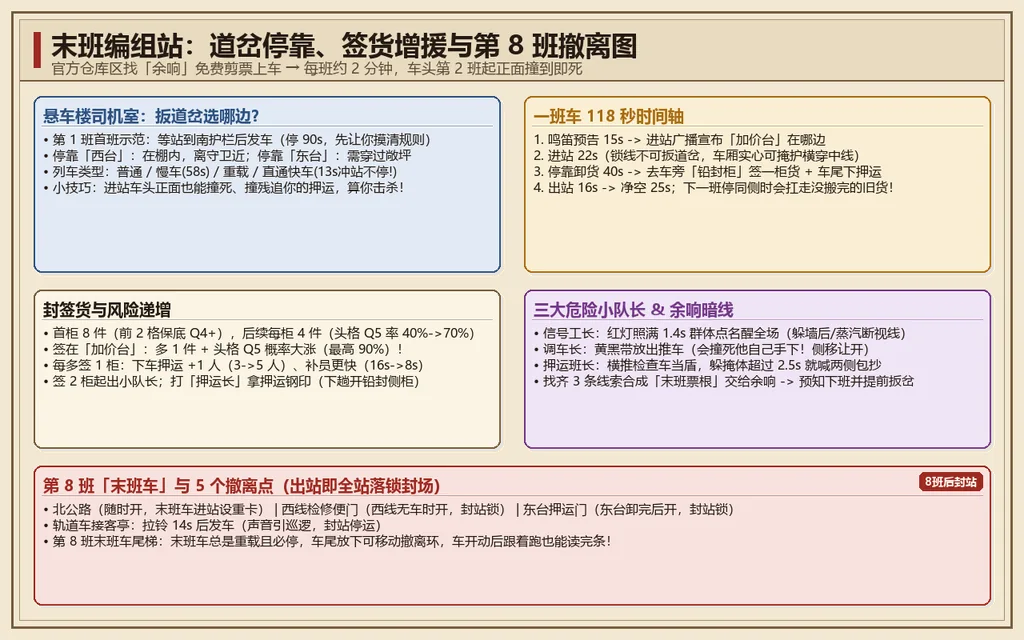 末班编组站：道岔停靠、签货增援与第 8 班撤离图
官方仓库区找「余响」免费剪票上车 → 每班约 2 分钟，车头第 2 班起正面撞到即死
悬车楼司机室：扳道岔选哪边?
• 第 1 班首班示范：等站到南护栏后发车（停 90s，先让你摸清规则）
• 停靠「西台」：在棚内，离守卫近；停靠「东台」：需穿过敞坪
• 列车类型：普通 / 慢车(58s) / 重载 / 直通快车(13s冲站不停!)
• 小技巧：进站车头正面也能撞死、撞残追你的押运，算你击杀！
一班车 118 秒时间轴
1. 鸣笛预告 15s -> 进站广播宣布「加价台」在哪边
2. 进站 22s（锁线不可扳道岔，车厢实心可掩护横穿中线）
3. 停靠卸货 40s -> 去车旁「铅封柜」签一柜货 + 车尾下押运
4. 出站 16s -> 净空 25s；下一班停同侧时会扛走没搬完的旧货！
封签货与风险递增
• 首柜 8 件（前 2 格保底 Q4+），后续每柜 4 件（头格 Q5 率 40%->70%）
• 签在「加价台」：多 1 件 + 头格 Q5 概率大涨（最高 90%）！
• 每多签 1 柜：下车押运 +1 人（3->5 人）、补员更快（16s->8s）
• 签 2 柜起出小队长；打「押运长」拿押运钢印（下趟开铅封侧柜）
三大危险小队长 & 余响暗线
• 信号工长：红灯照满 1.4s 群体点名醒全场（躲墙后/蒸汽断视线）
• 调车长：黄黑带放出推车（会撞死他自己手下！侧移让开）
• 押运班长：横推检查车当盾，躲掩体超过 2.5s 就喊两侧包抄
• 找齐 3 条线索合成「末班票根」交给余响 -> 预知下班并提前扳岔
第 8 班「末班车」与 5 个撤离点（出站即全站落锁封场）
8班后封站
• 北公路（随时开，末班车进站设重卡） | 西线检修便门（西线无车时开，封站锁） | 东台押运门（东台卸完后开，封站锁）
• 轨道车接客亭：拉铃 14s 后发车（声音引巡逻，封站停运）
• 第 8 班末班车尾梯：末班车总是重载且必停，车尾放下可移动撤离环，车开动后跟着跑也能读完条！